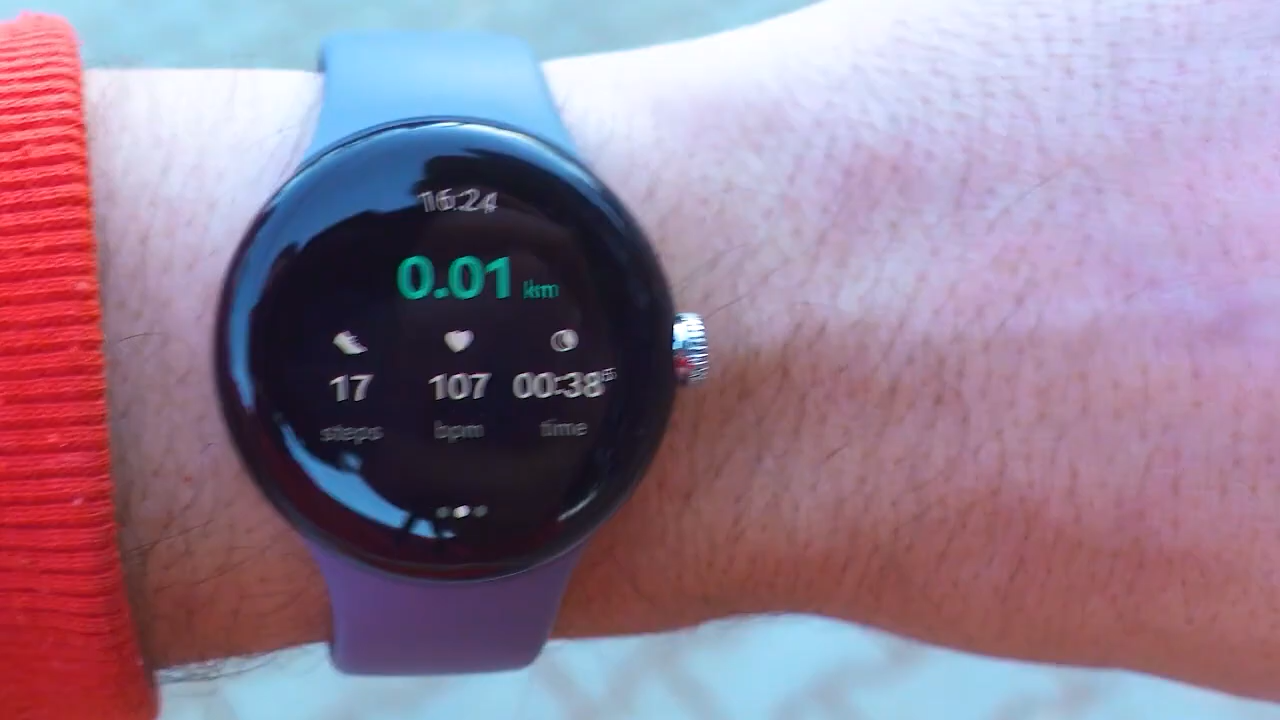 16:24
0.01 km
17 107 00:38
steps bpm time